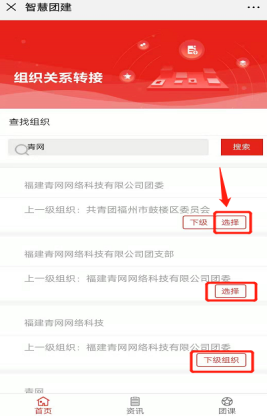 智慧团建
组织关系转接
查找组织
青网 搜索
福建青网网络科技有限公司团委
上一级组织：共青团福州市鼓楼区委员会
下级 选择
福建青网网络科技有限公司团支部
上一级组织：福建青网网络科技有限公司团委
选择
福建青网网络科技
上一级组织：福建青网网络科技有限公司团委
下级组织
青网
首页 资讯 团课